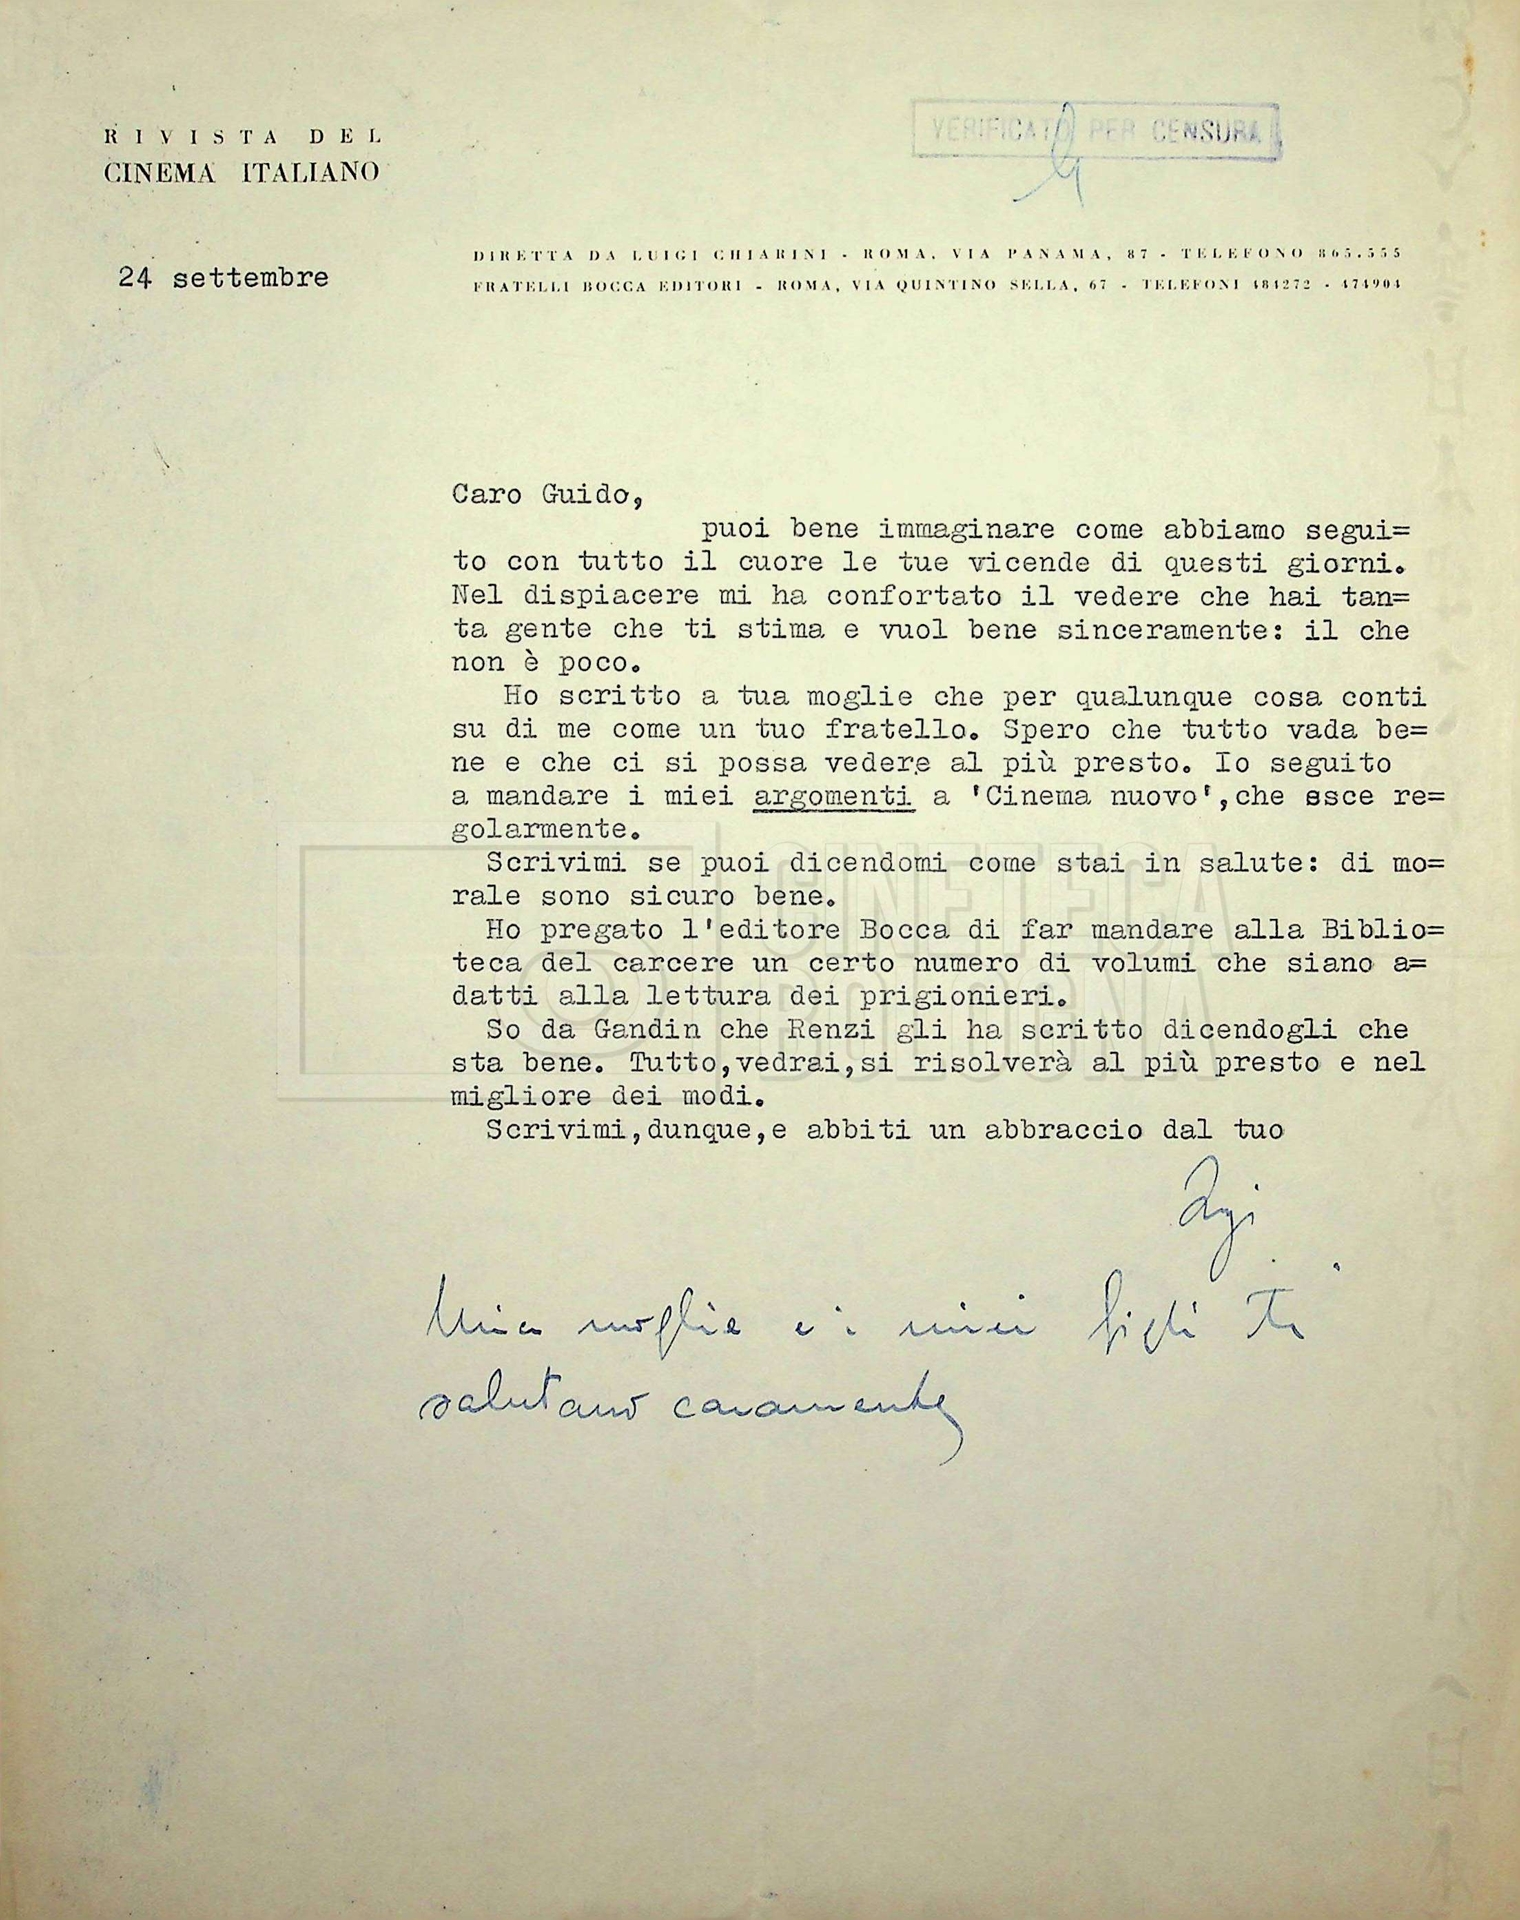 RIVISTA DEL
CINEMA ITALIANO
VERIFICATO PER CENSURA
24 settembre
DIRETTA DA LUIGI CHIARINI - ROMA, VIA PANAMA, 87 - TELEFONO 865.555
FRATELLI BOCCA EDITORI - ROMA, VIA QUINTINO SELLA, 67 - TELEFONI 484272 - 474904
Caro Guido,
puoi bene immaginare come abbiamo segui=
to con tutto il cuore le tue vicende di questi giorni.
Nel dispiacere mi ha confortato il vedere che hai tan=
ta gente che ti stima e vuol bene sinceramente: il che
non è poco.
Ho scritto a tua moglie che per qualunque cosa conti
su di me come un tuo fratello. Spero che tutto vada be=
ne e che ci si possa vedere al più presto. Io seguito
a mandare i miei argomenti a 'Cinema nuovo',che esce re=
golarmente.
Scrivimi se puoi dicendomi come stai in salute: di mo=
rale sono sicuro bene.
Ho pregato l'editore Bocca di far mandare alla Biblio=
teca del carcere un certo numero di volumi che siano a=
datti alla lettura dei prigionieri.
So da Gandin che Renzi gli ha scritto dicendogli che
sta bene. Tutto,vedrai,si risolverà al più presto e nel
migliore dei modi.
Scrivimi,dunque,e abbiti un abbraccio dal tuo
Luigi
Mia moglie e i miei figli ti
salutano caramente
CINETECA
BOLOGNA